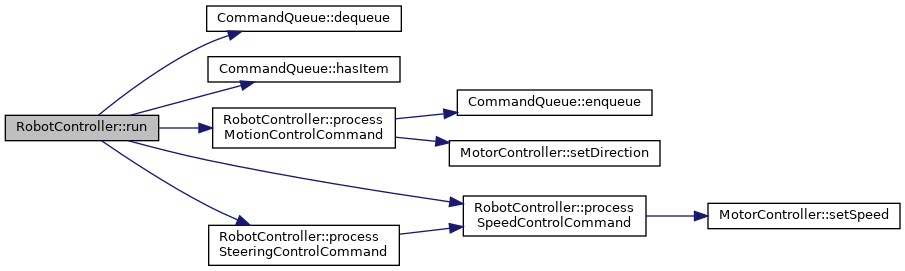 CommandQueue::dequeue
CommandQueue::hasItem
CommandQueue::enqueue
RobotController::run
RobotController::process
MotionControlCommand
MotorController::setDirection
RobotController::process
SpeedControlCommand
MotorController::setSpeed
RobotController::process
SteeringControlCommand